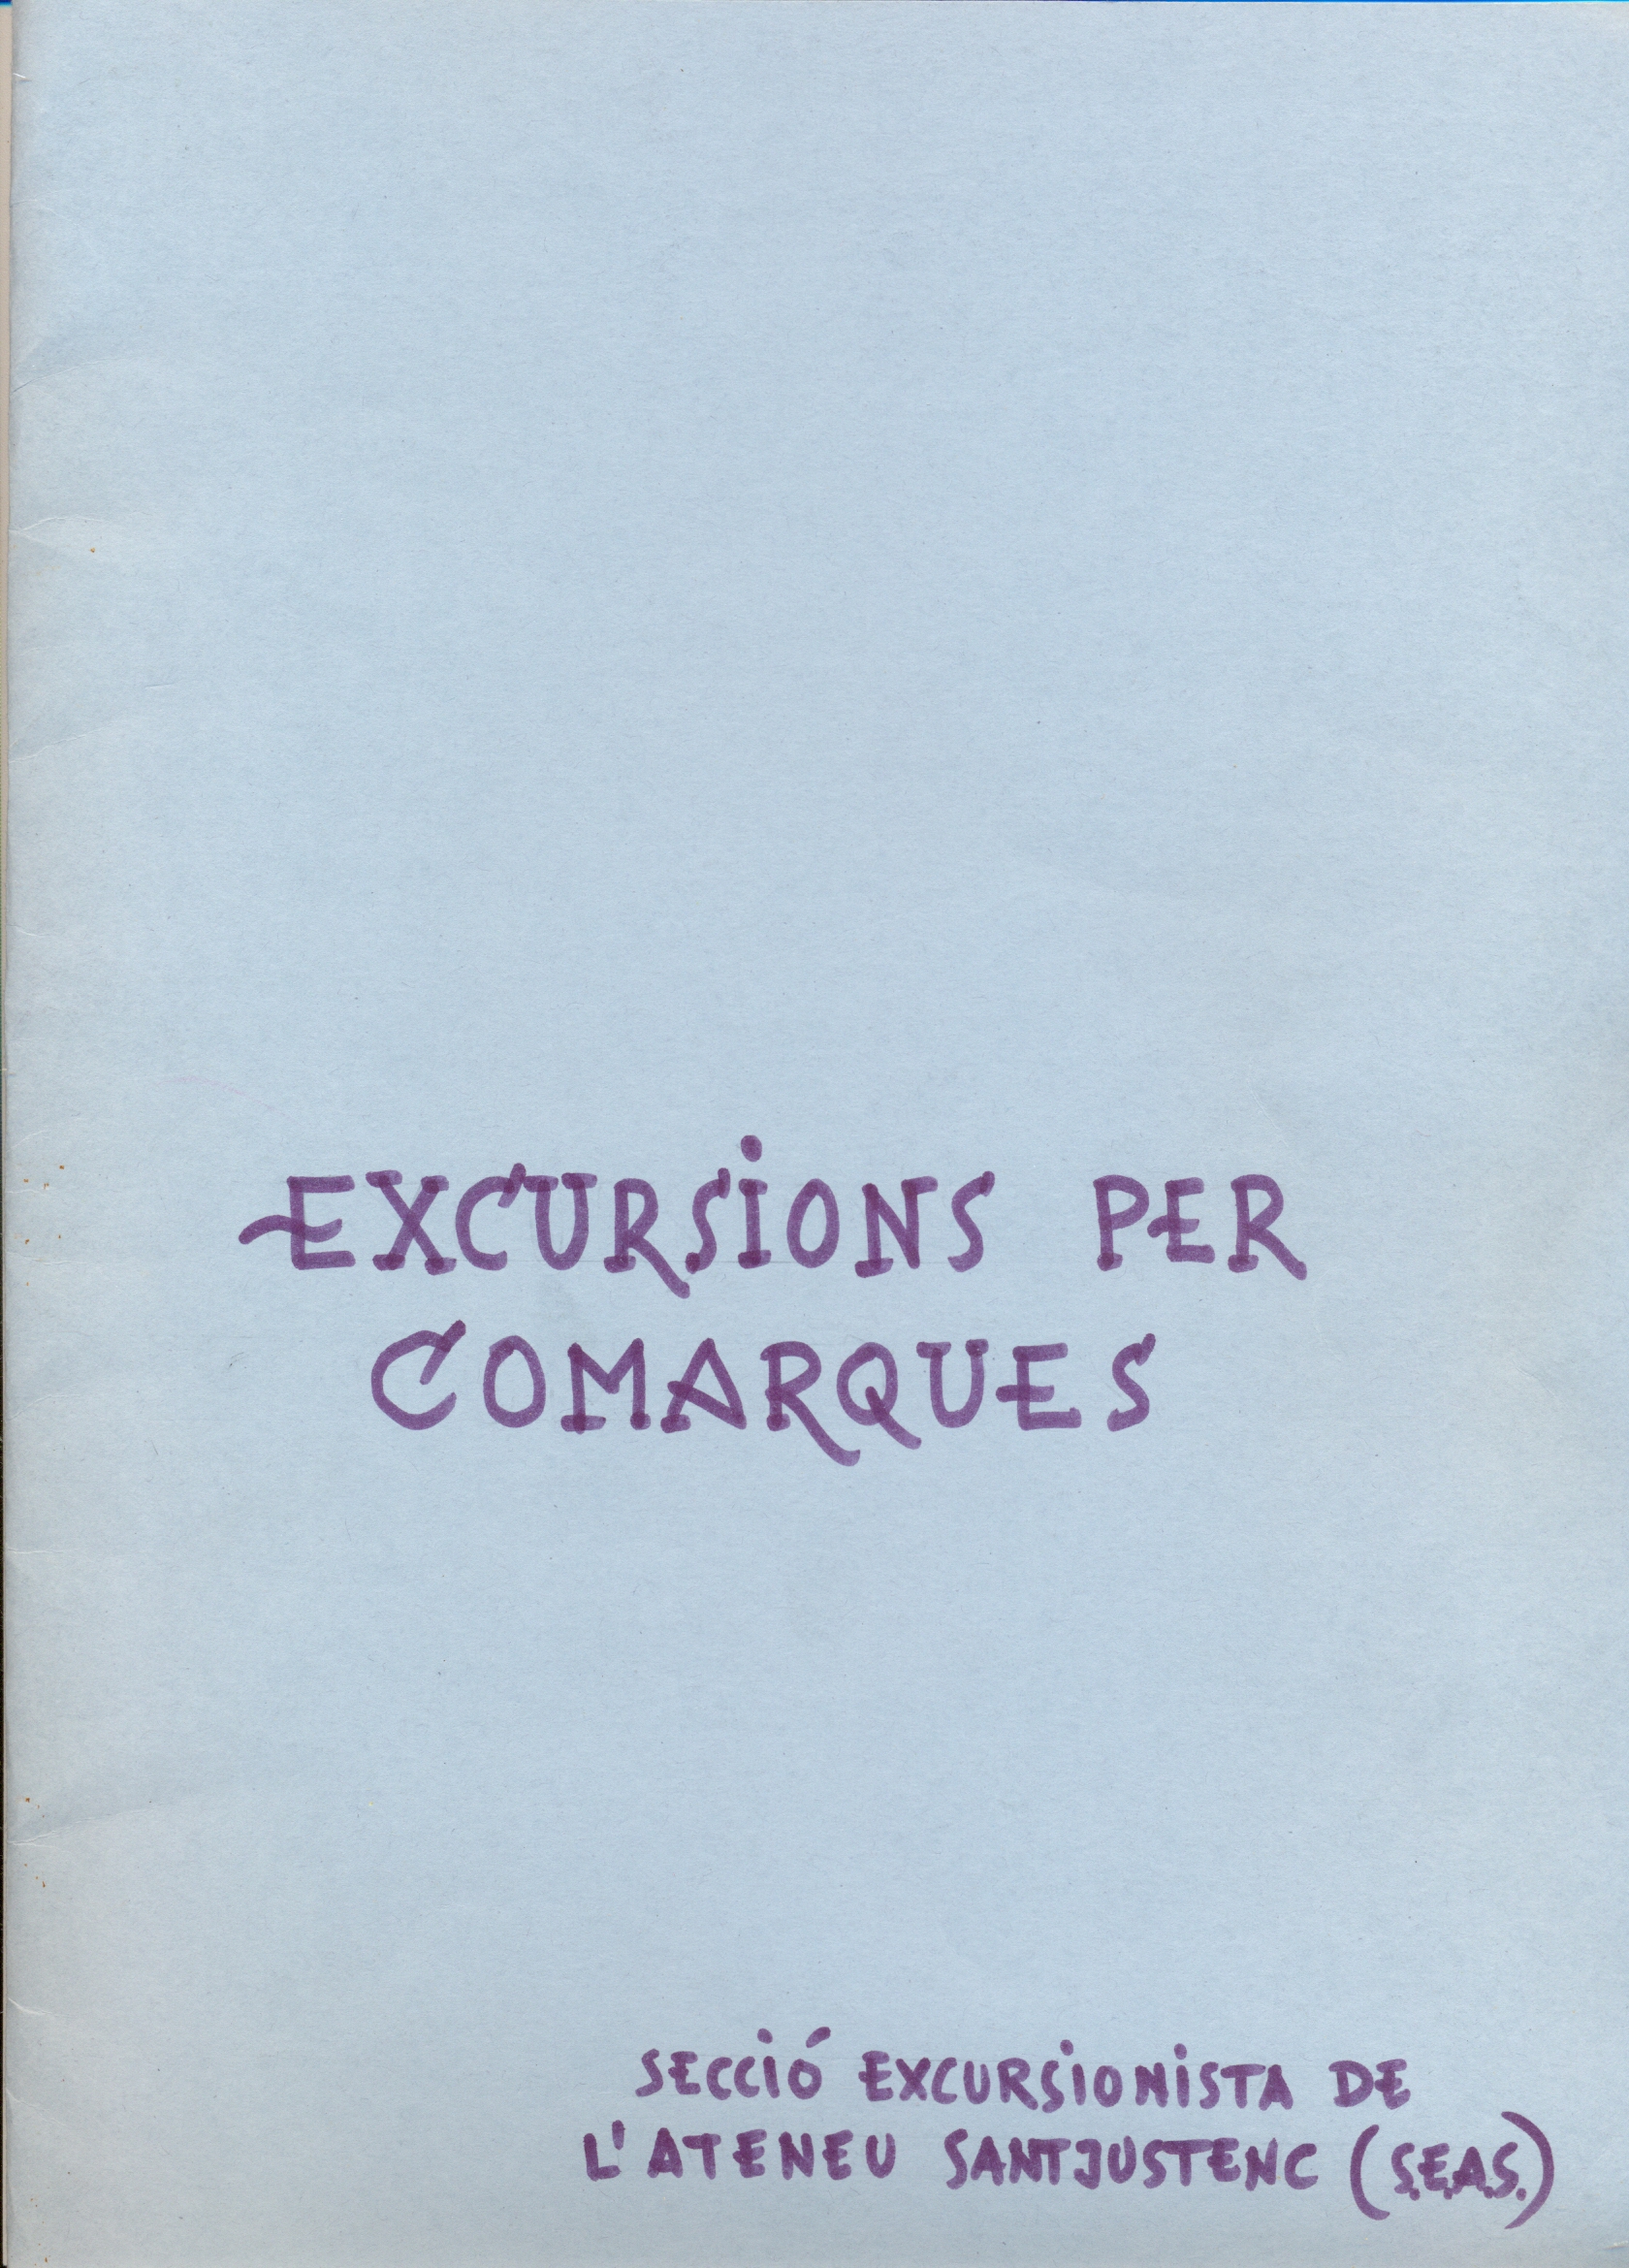 EXCURSIONS PER
COMARQUES
SECCIÓ EXCURSIONISTA DE
L'ATENEU SANTJUSTENC (S.E.A.S.)